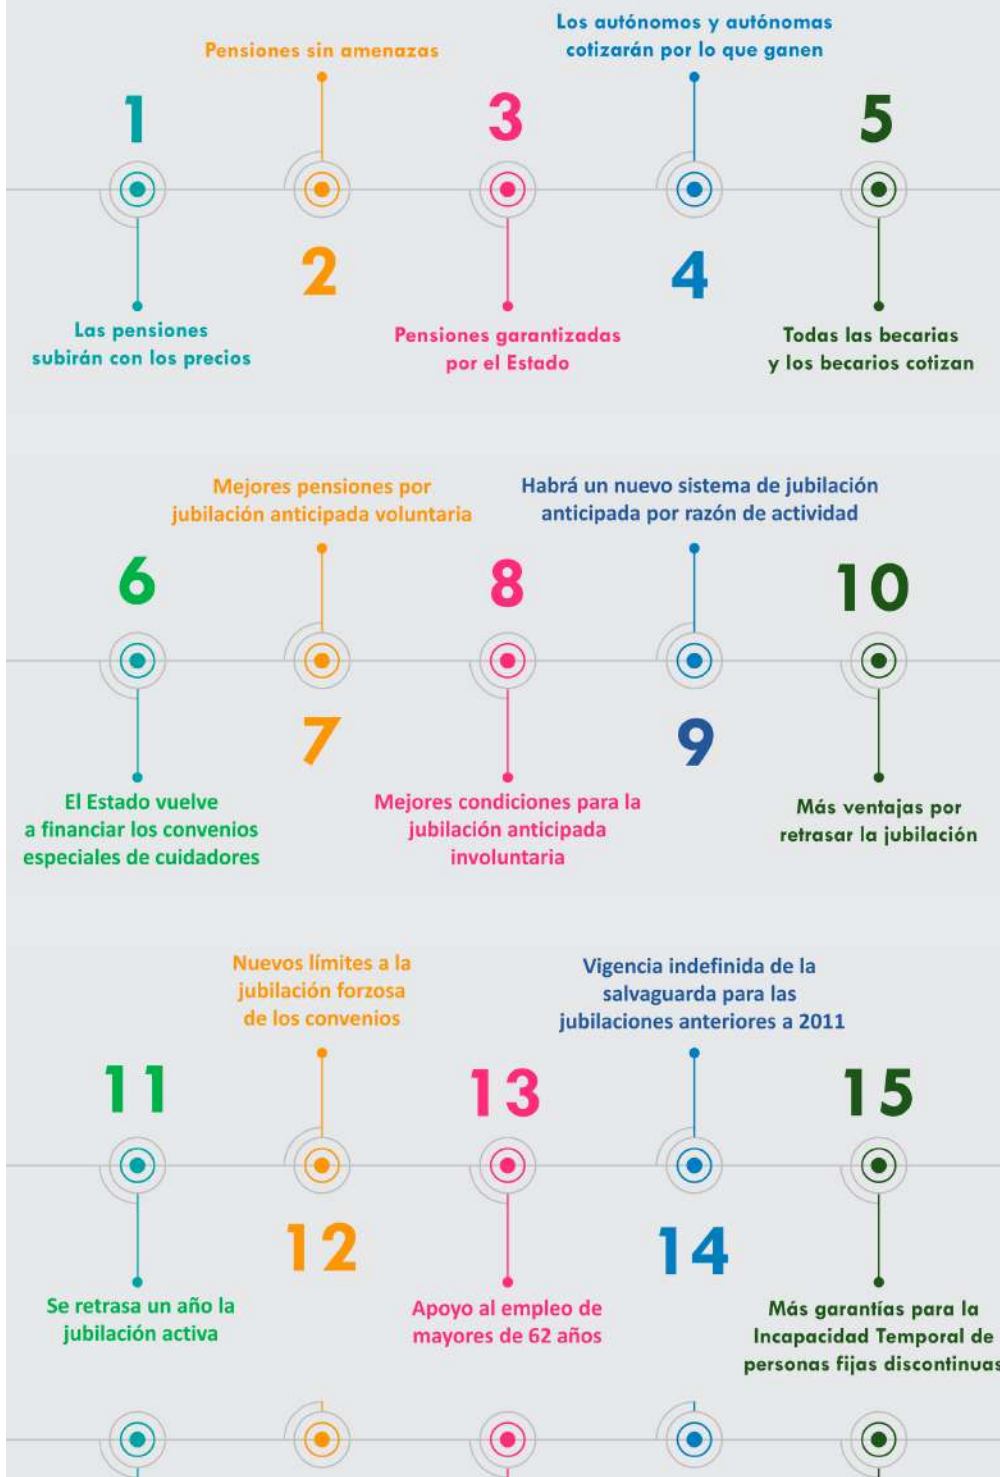 1
Las pensiones
subirán con los precios
Pensiones sin amenazas
2
3
Pensiones garantizadas
por el Estado
Los autónomos y autónomas
cotizarán por lo que ganen
4
5
Todas las becarias
y los becarios cotizan
6
El Estado vuelve
a financiar los convenios
especiales de cuidadores
Mejores pensiones por
jubilación anticipada voluntaria
7
8
Mejores condiciones para la
jubilación anticipada
involuntaria
Habrá un nuevo sistema de jubilación
anticipada por razón de actividad
9
10
Más ventajas por
retrasar la jubilación
11
Se retrasa un año la
jubilación activa
Nuevos límites a la
jubilación forzosa
de los convenios
12
13
Apoyo al empleo de
mayores de 62 años
Vigencia indefinida de la
salvaguarda para las
jubilaciones anteriores a 2011
14
15
Más garantías para la
Incapacidad Temporal de
personas fijas discontinuas